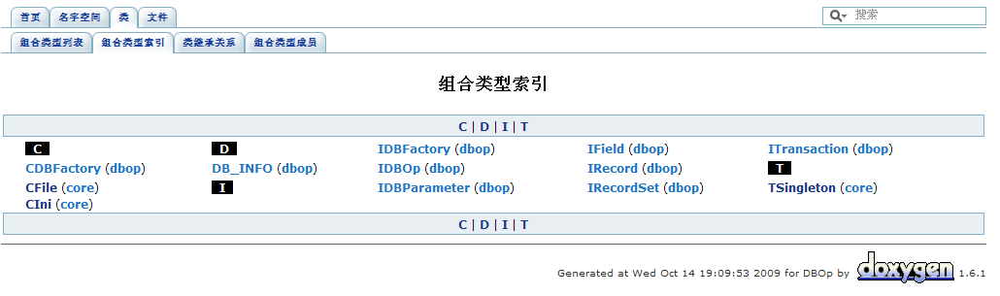 首页 名字空间 类 文件 搜索
组合类型列表 组合类型索引 类继承关系 组合类型成员
组合类型索引
C | D | I | T
C D IDBFactory (dbop) IField (dbop) ITransaction (dbop)
CDBFactory (dbop) DB_INFO (dbop) IDBOp (dbop) IRecord (dbop) T
CFile (core) I IDBParameter (dbop) IRecordSet (dbop) TSingleton (core)
CIni (core)
C | D | I | T
Generated at Wed Oct 14 19:09:53 2009 for DBOp by doxygen 1.6.1